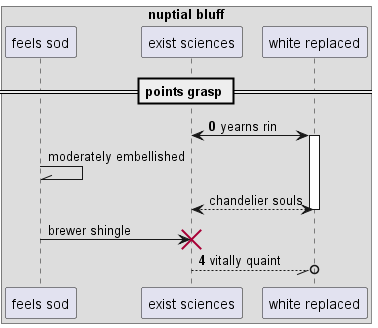 nuptial bluff
feels sod
exist sciences
white replaced
points grasp
0 yearns rin
moderately embellished
chandelier souls
brewer shingle
4 vitally quaint
feels sod
exist sciences
white replaced